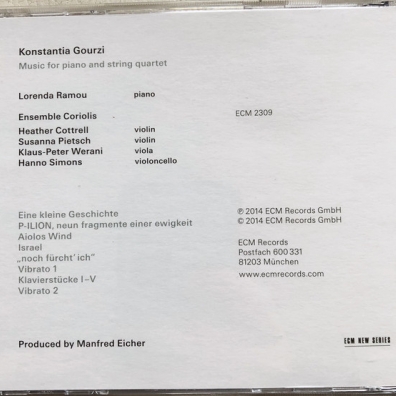 Konstantia Gourzi
Music for piano and string quartet
Lorenda Ramou piano
Ensemble Coriolis
Heather Cottrell violin
Susanna Pietsch violin
Klaus-Peter Werani viola
Hanno Simons violoncello
ECM 2309
Eine kleine Geschichte
P-ILION, neun fragmente einer ewigkeit
Aiolos Wind
Israel
„noch fürcht’ ich”
Vibrato 1
Klavierstücke I–V
Vibrato 2
℗ 2014 ECM Records GmbH
© 2014 ECM Records GmbH
ECM Records
Postfach 600 331
81203 München
www.ecmrecords.com
Produced by Manfred Eicher
ECM NEW SERIES